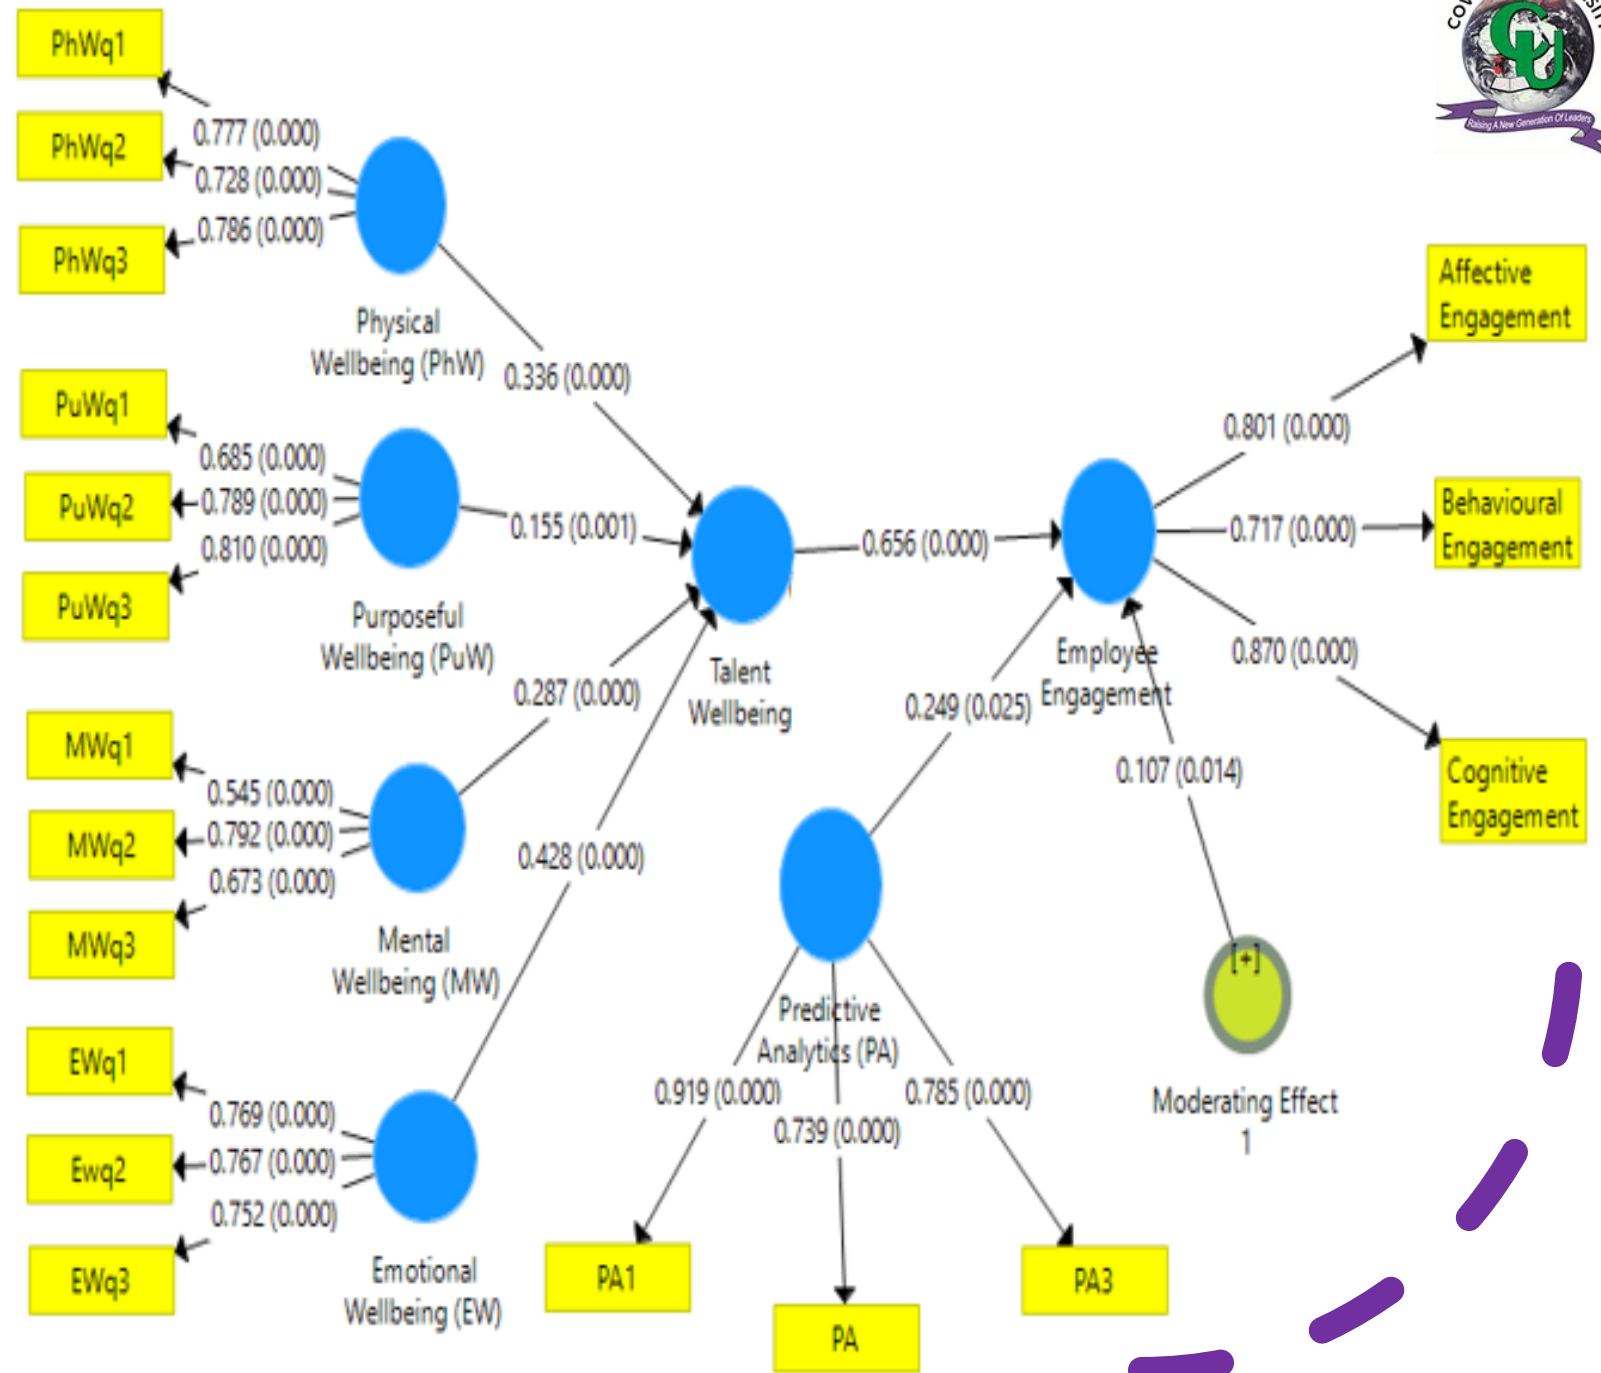 PhWq1
0.777 (0.000)
PhWq2
0.728 (0.000)
0.786 (0.000)
PhWq3
Physical
Wellbeing (PhW)
0.336 (0.000)
PuWq1
0.685 (0.000)
PuWq2
0.789 (0.000)
0.810 (0.000)
PuWq3
Purposeful
Wellbeing (PuW)
0.155 (0.001)
MWq1
0.545 (0.000)
MWq2
0.792 (0.000)
0.673 (0.000)
MWq3
Mental
Wellbeing (MW)
0.287 (0.000)
EWq1
0.769 (0.000)
Ewq2
0.767 (0.000)
0.752 (0.000)
EWq3
Emotional
Wellbeing (EW)
0.428 (0.000)
Talent
Wellbeing
0.656 (0.000)
Employee
Engagement
0.249 (0.025)
0.107 (0.014)
Predictive
Analytics (PA)
0.919 (0.000)
0.739 (0.000)
0.785 (0.000)
PA1
PA
PA3
[+]
Moderating Effect
1
0.801 (0.000)
Affective
Engagement
0.717 (0.000)
Behavioural
Engagement
0.870 (0.000)
Cognitive
Engagement
CU
Raising A New Generation Of Leaders